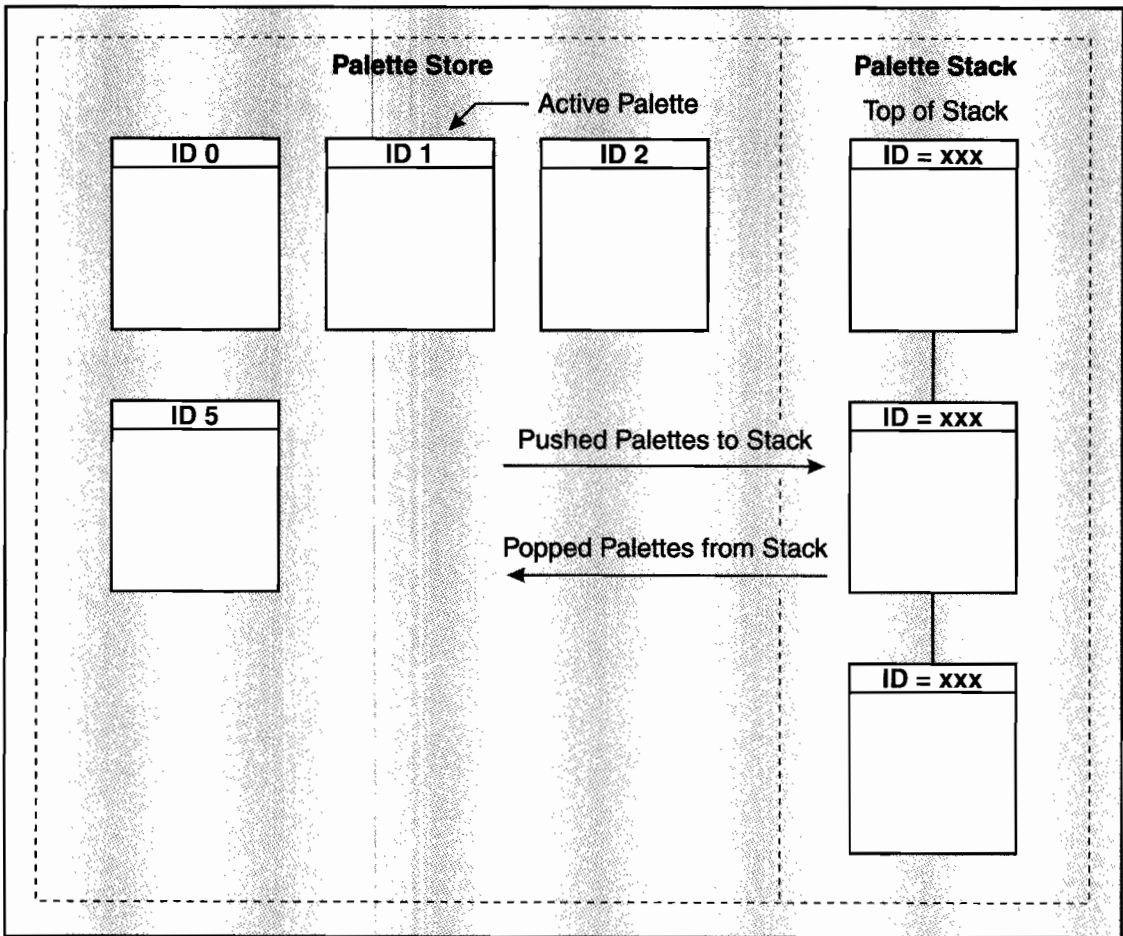 Palette Store
Palette Stack
Active Palette
Top of Stack
ID 0
ID 1
ID 2
ID = xxx
ID 5
ID = xxx
Pushed Palettes to Stack
Popped Palettes from Stack
ID = xxx